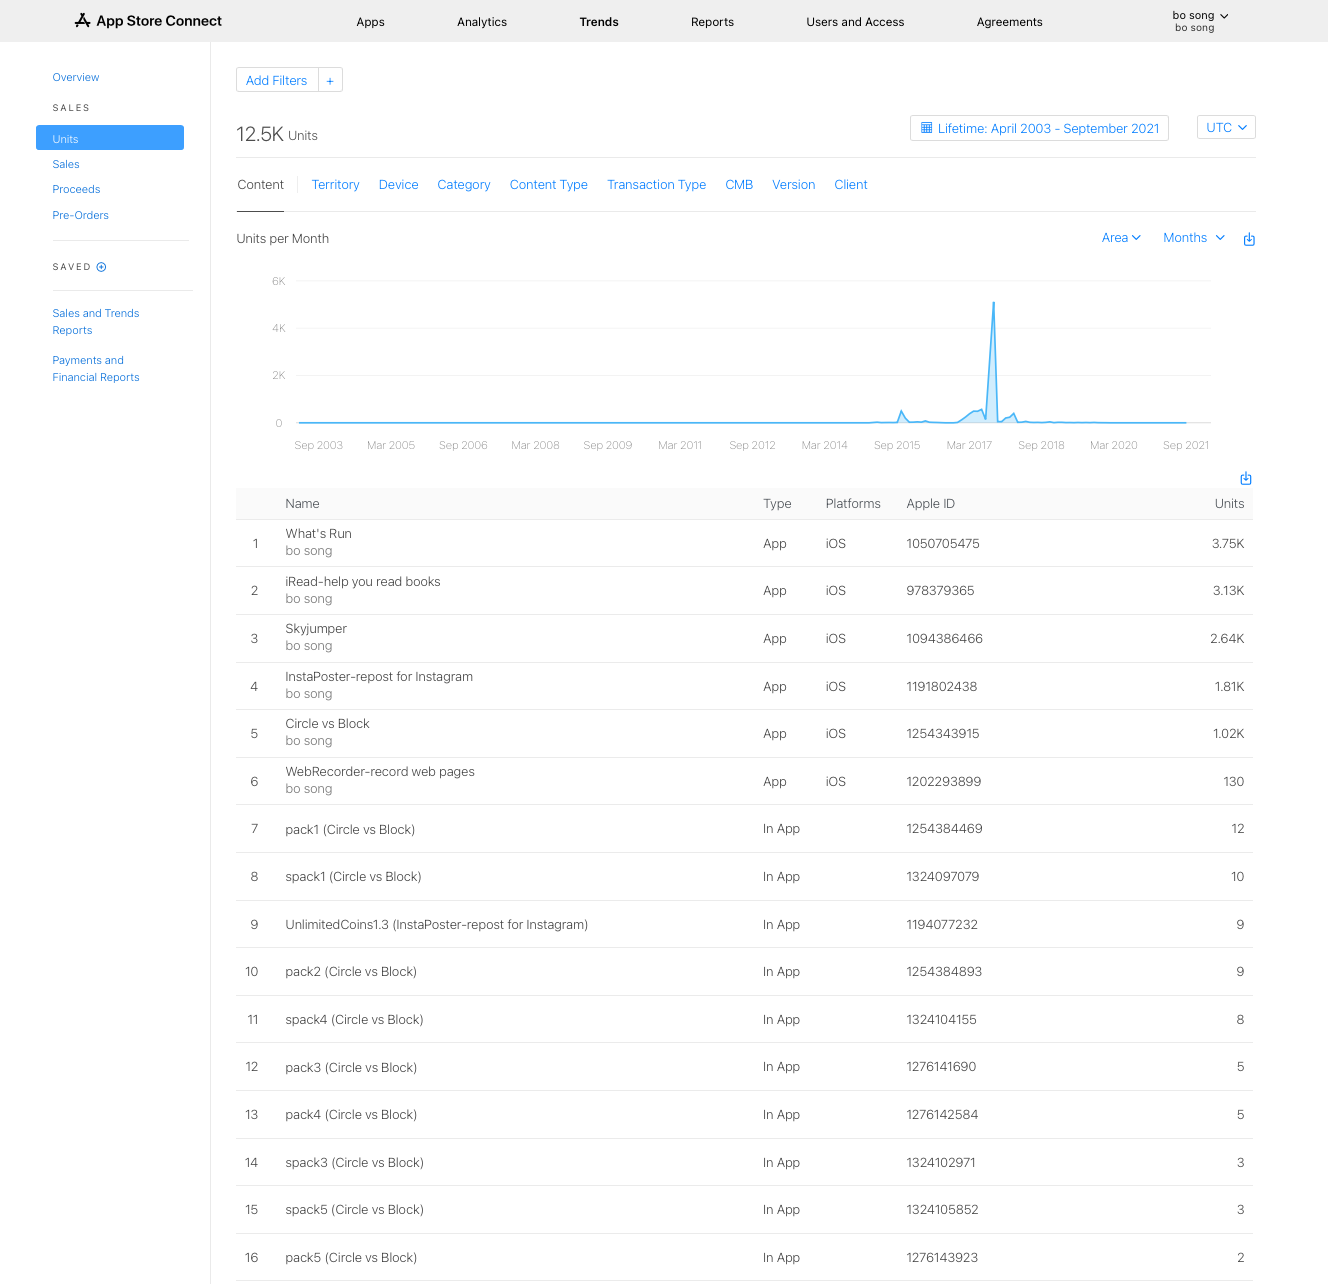 App Store Connect
Apps Analytics Trends Reports Users and Access Agreements
bo song
bo song
Overview
SALES
Units
Sales
Proceeds
Pre-Orders
SAVED
Sales and Trends
Reports
Payments and
Financial Reports
Add Filters +
12.5K Units
Lifetime: April 2003 - September 2021
UTC
Content Territory Device Category Content Type Transaction Type CMB Version Client
Units per Month
Area Months
6K
4K
2K
0
Sep 2003 Mar 2005 Sep 2006 Mar 2008 Sep 2009 Mar 2011 Sep 2012 Mar 2014 Sep 2015 Mar 2017 Sep 2018 Mar 2020 Sep 2021
Name Type Platforms Apple ID Units
1 What's Run App iOS 1050705475 3.75K
bo song
2 iRead-help you read books App iOS 978379365 3.13K
bo song
3 Skyjumper App iOS 1094386466 2.64K
bo song
4 InstaPoster-repost for Instagram App iOS 1191802438 1.81K
bo song
5 Circle vs Block App iOS 1254343915 1.02K
bo song
6 WebRecorder-record web pages App iOS 1202293899 130
bo song
7 pack1 (Circle vs Block) In App 1254384469 12
8 spack1 (Circle vs Block) In App 1324097079 10
9 UnlimitedCoins1.3 (InstaPoster-repost for Instagram) In App 1194077232 9
10 pack2 (Circle vs Block) In App 1254384893 9
11 spack4 (Circle vs Block) In App 1324104155 8
12 pack3 (Circle vs Block) In App 1276141690 5
13 pack4 (Circle vs Block) In App 1276142584 5
14 spack3 (Circle vs Block) In App 1324102971 3
15 spack5 (Circle vs Block) In App 1324105852 3
16 pack5 (Circle vs Block) In App 1276143923 2